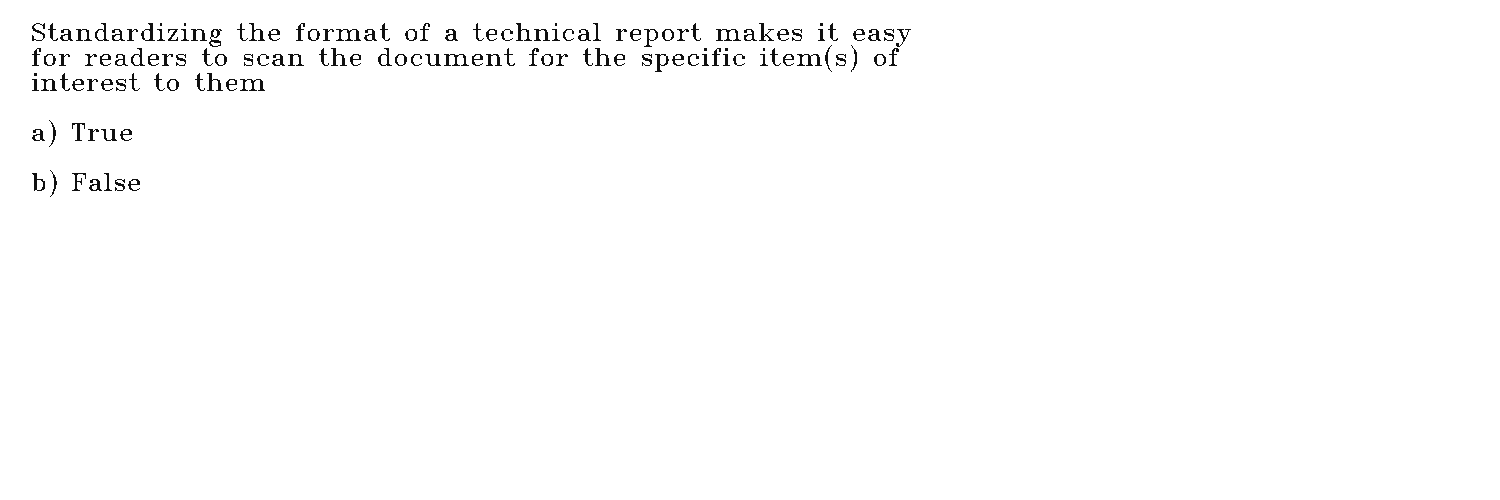 Standardizing the format of a technical report makes it easy
for readers to scan the document for the specific item(s) of
interest to them
a) True
b) False